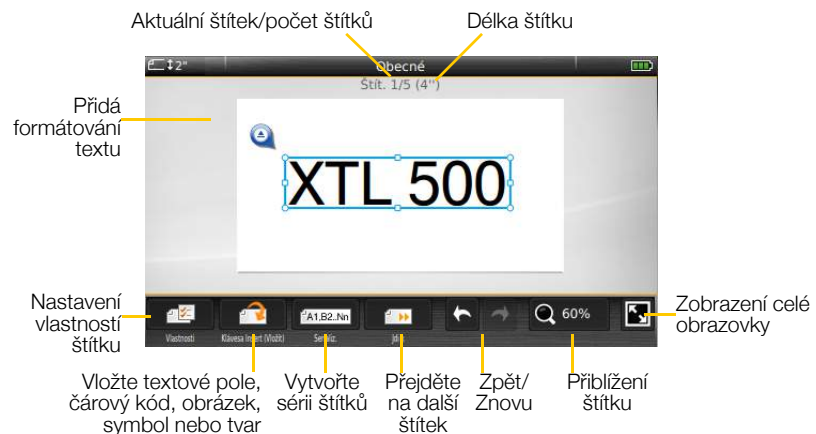 Aktuální štítek/počet štítků
Délka štítku
2"
Obecné
Štít. 1/5 (4")
Přidá
formátování
textu
XTL 500
Nastavení
vlastností
štítku
A1,B2..Nn
60%
Zobrazení celé
obrazovky
Vlastnosti
Klávesa Insert (Vložit)
Vložte textové pole,
čárový kód, obrázek,
symbol nebo tvar
Vytvořte
sérii štítků
Přejděte
na další
štítek
Zpět/
Znovu
Přiblížení
štítku